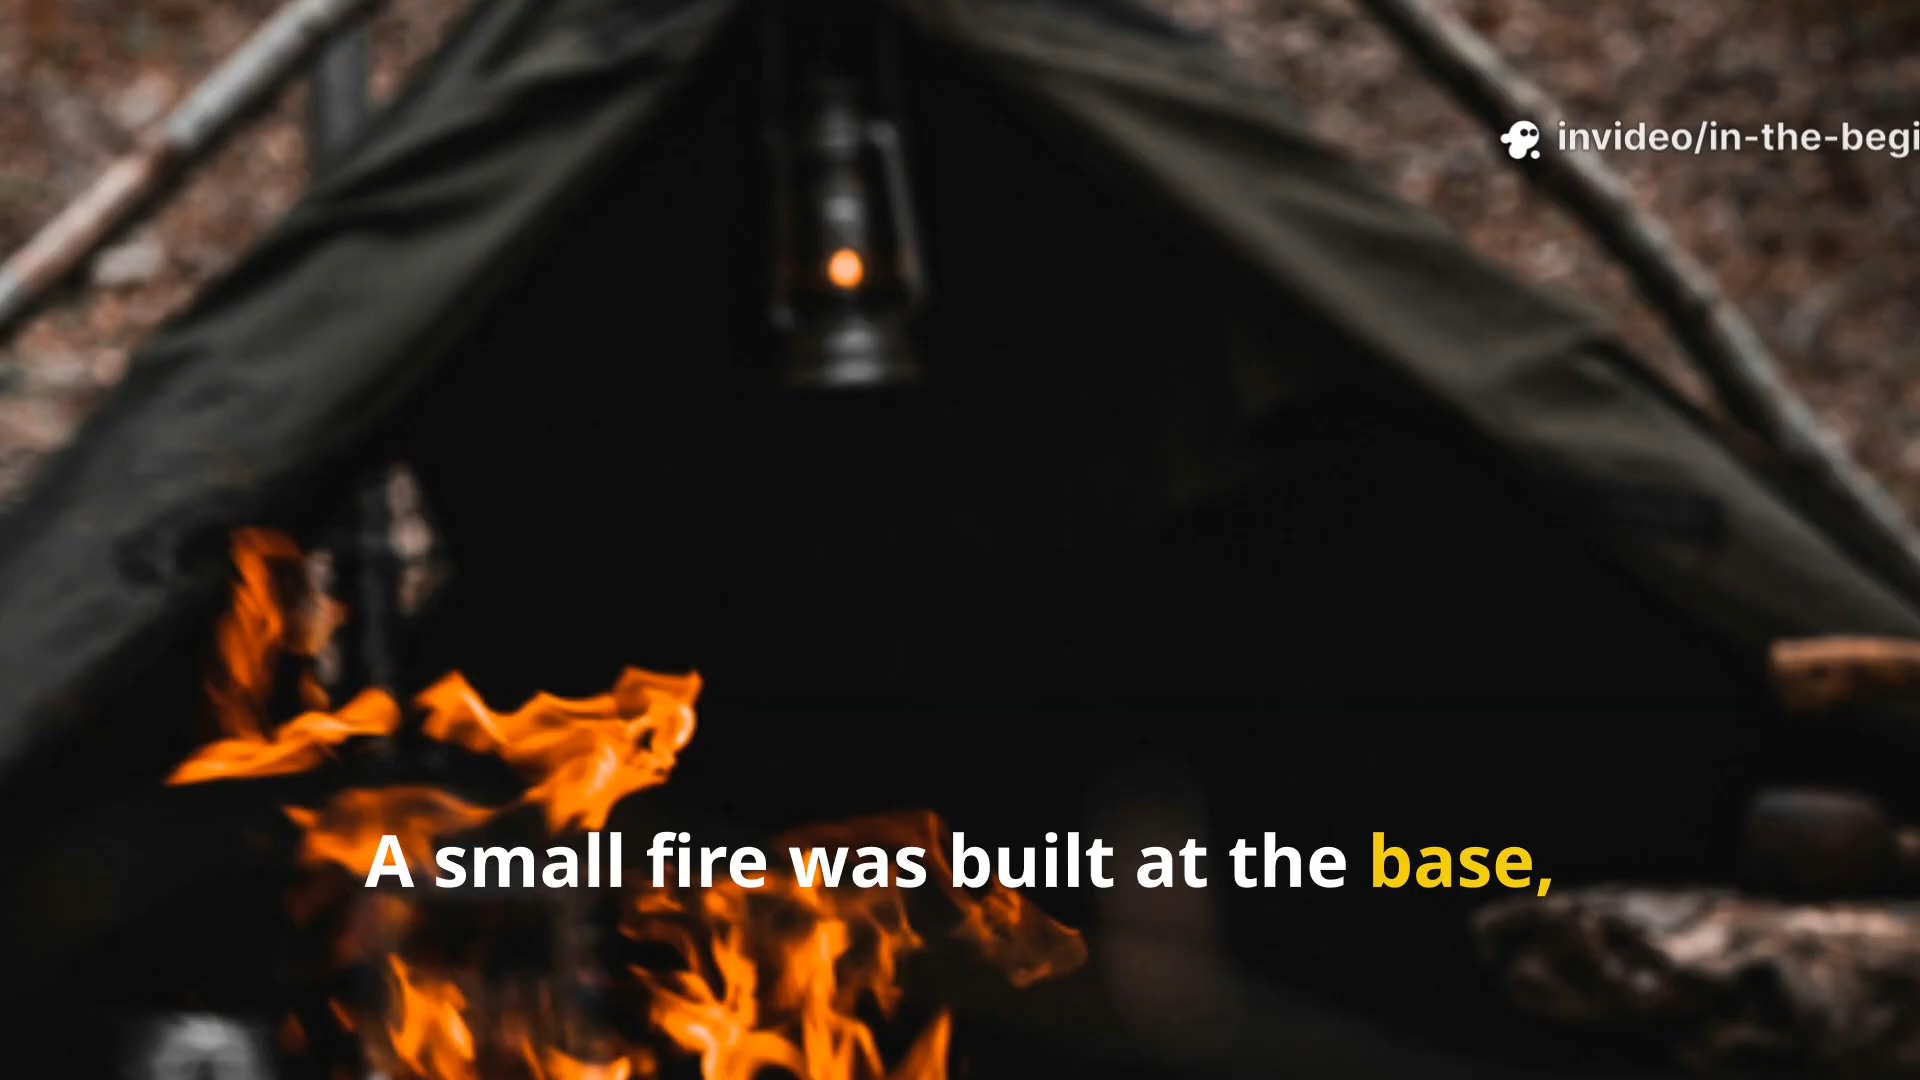 invideo/in-the-begi
A small fire was built at the base,